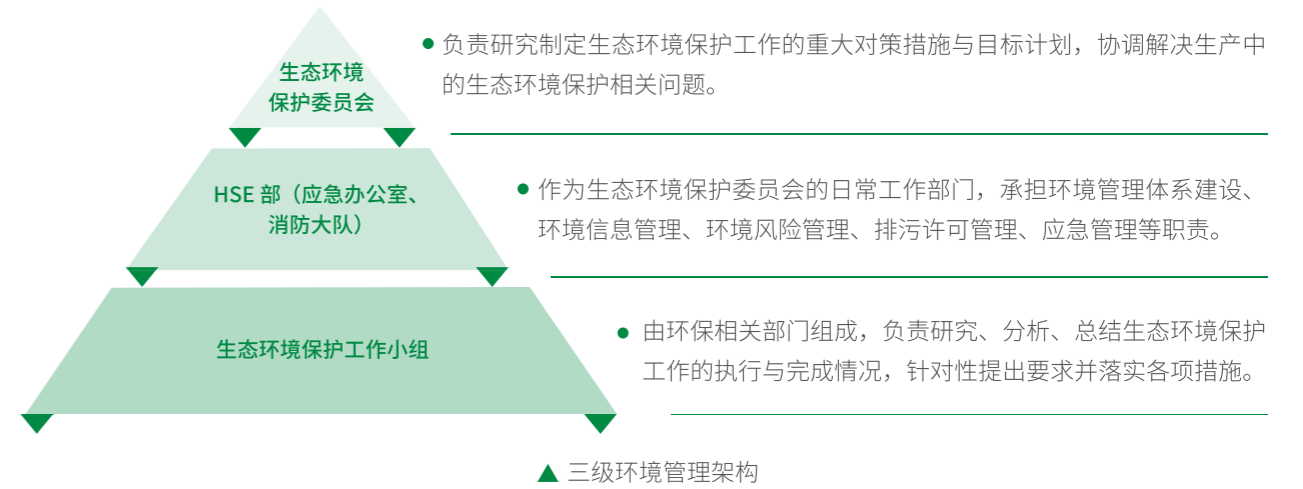 生态环境
保护委员会
负责研究制定生态环境保护工作的重大对策措施与目标计划，协调解决生产中
的生态环境保护相关问题。
HSE 部（应急办公室、
消防大队）
作为生态环境保护委员会的日常工作部门，承担环境管理体系建设、
环境信息管理、环境风险管理、排污许可管理、应急管理等职责。
生态环境保护工作小组
由环保相关部门组成，负责研究、分析、总结生态环境保护
工作的执行与完成情况，针对性提出要求并落实各项措施。
三级环境管理架构